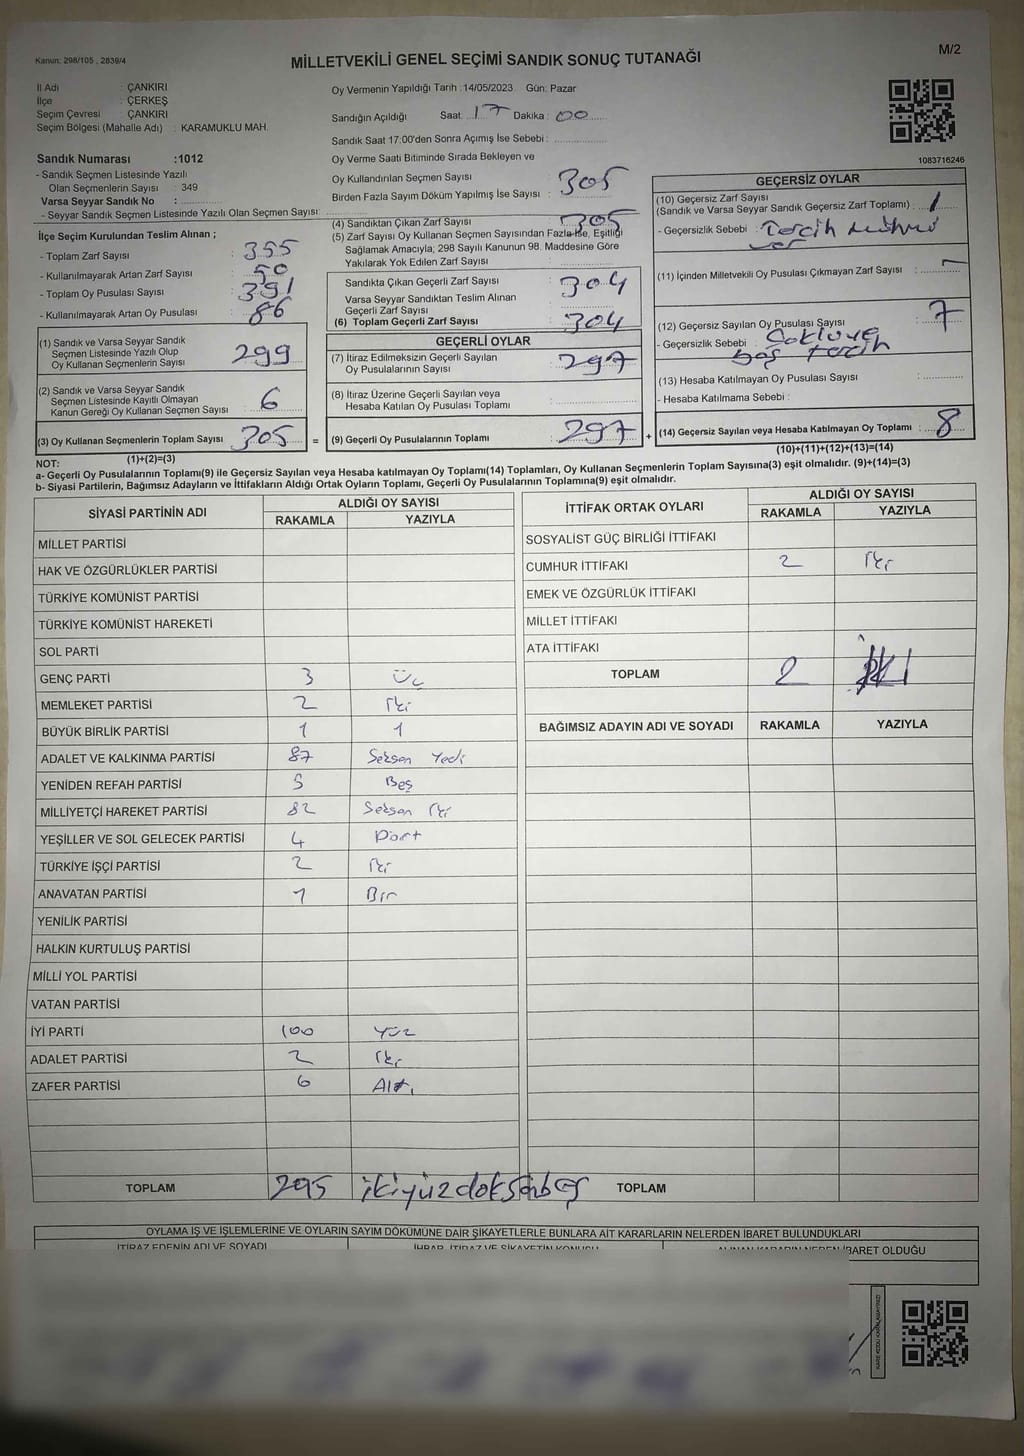 Kanun: 298/105 , 2839/4
MİLLETVEKİLİ GENEL SEÇİMİ SANDIK SONUÇ TUTANAĞI
M/2
İl Adı : ÇANKIRI
İlçe : ÇERKEŞ
Seçim Çevresi : ÇANKIRI
Seçim Bölgesi (Mahalle Adı) : KARAMUKLU MAH.
Sandık Numarası :1012
- Sandık Seçmen Listesinde Yazılı
Olan Seçmenlerin Sayısı : 349
Varsa Seyyar Sandık No :
- Seyyar Sandık Seçmen Listesinde Yazılı Olan Seçmen Sayısı:
İlçe Seçim Kurulundan Teslim Alınan ;
- Toplam Zarf Sayısı : 355
- Kullanılmayarak Artan Zarf Sayısı : 50
- Toplam Oy Pusulası Sayısı : 391
- Kullanılmayarak Artan Oy Pusulası : 86
(1) Sandık ve Varsa Seyyar Sandık
Seçmen Listesinde Yazılı Olup
Oy Kullanan Seçmenlerin Sayısı : 299
(2) Sandık ve Varsa Seyyar Sandık
Seçmen Listesinde Kayıtlı Olmayan
Kanun Gereği Oy Kullanan Seçmen Sayısı : 6
(3) Oy Kullanan Seçmenlerin Toplam Sayısı : 305 =
(1)+(2)=(3)
Oy Vermenin Yapıldığı Tarih : 14/05/2023 Gün: Pazar
Sandığın Açıldığı Saat: 17 Dakika : 00
Sandık Saat 17:00'den Sonra Açımış İse Sebebi :
Oy Verme Saati Bitiminde Sırada Bekleyen ve
Oy Kullandırılan Seçmen Sayısı : 305
Birden Fazla Sayım Döküm Yapılmış İse Sayısı :
(4) Sandıktan Çıkan Zarf Sayısı : 305
(5) Zarf Sayısı Oy Kullanan Seçmen Sayısından Fazla İse, Eşitliği
Sağlamak Amacıyla; 298 Sayılı Kanunun 98. Maddesine Göre
Yakılarak Yok Edilen Zarf Sayısı :
Sandıkta Çıkan Geçerli Zarf Sayısı : 304
Varsa Seyyar Sandıktan Teslim Alınan
Geçerli Zarf Sayısı :
(6) Toplam Geçerli Zarf Sayısı : 304
GEÇERLİ OYLAR
(7) İtiraz Edilmeksizin Geçerli Sayılan
Oy Pusulalarının Sayısı : 297
(8) İtiraz Üzerine Geçerli Sayılan veya
Hesaba Katılan Oy Pusulası Toplamı :
(9) Geçerli Oy Pusulalarının Toplamı : 297 +
1083716246
GEÇERSİZ OYLAR
(10) Geçersiz Zarf Sayısı
(Sandık ve Varsa Seyyar Sandık Geçersiz Zarf Toplamı) : 1
- Geçersizlik Sebebi : Tercih mührü
var
(11) İçinden Milletvekili Oy Pusulası Çıkmayan Zarf Sayısı : -
(12) Geçersiz Sayılan Oy Pusulası Sayısı : 7
- Geçersizlik Sebebi : Çokluve
boş tercih
(13) Hesaba Katılmayan Oy Pusulası Sayısı :
- Hesaba Katılmama Sebebi :
(14) Geçersiz Sayılan veya Hesaba Katılmayan Oy Toplamı : 8
(10)+(11)+(12)+(13)=(14)
NOT:
a- Geçerli Oy Pusulalarının Toplamı(9) ile Geçersiz Sayılan veya Hesaba katılmayan Oy Toplamı(14) Toplamları, Oy Kullanan Seçmenlerin Toplam Sayısına(3) eşit olmalıdır. (9)+(14)=(3)
b- Siyasi Partilerin, Bağımsız Adayların ve İttifakların Aldığı Ortak Oyların Toplamı, Geçerli Oy Pusulalarının Toplamına(9) eşit olmalıdır.
SİYASİ PARTİNİN ADI ALDIĞI OY SAYISI
RAKAMLA YAZIYLA
MİLLET PARTİSİ
HAK VE ÖZGÜRLÜKLER PARTİSİ
TÜRKİYE KOMÜNİST PARTİSİ
TÜRKİYE KOMÜNİST HAREKETİ
SOL PARTİ
GENÇ PARTİ 3 Üç
MEMLEKET PARTİSİ 2 İki
BÜYÜK BİRLİK PARTİSİ 1 1
ADALET VE KALKINMA PARTİSİ 87 Seksen Yedi
YENİDEN REFAH PARTİSİ 5 Beş
MİLLİYETÇİ HAREKET PARTİSİ 82 Seksen İki
YEŞİLLER VE SOL GELECEK PARTİSİ 4 Dört
TÜRKİYE İŞÇİ PARTİSİ 2 İki
ANAVATAN PARTİSİ 1 Bir
YENİLİK PARTİSİ
HALKIN KURTULUŞ PARTİSİ
MİLLİ YOL PARTİSİ
VATAN PARTİSİ
İYİ PARTİ 100 Yüz
ADALET PARTİSİ 2 İki
ZAFER PARTİSİ 6 Altı
TOPLAM 295 ikiyüzdoksanbeş
İTTİFAK ORTAK OYLARI ALDIĞI OY SAYISI
RAKAMLA YAZIYLA
SOSYALİST GÜÇ BİRLİĞİ İTTİFAKI
CUMHUR İTTİFAKI 2 İki
EMEK VE ÖZGÜRLÜK İTTİFAKI
MİLLET İTTİFAKI
ATA İTTİFAKI
TOPLAM 2 İKİ
BAĞIMSIZ ADAYIN ADI VE SOYADI RAKAMLA YAZIYLA
TOPLAM
OYLAMA İŞ VE İŞLEMLERİNE VE OYLARIN SAYIM DÖKÜMÜNE DAİR ŞİKAYETLERLE BUNLARA AİT KARARLARIN NELERDEN İBARET BULUNDUKLARI
İTİRAZ EDENİN ADI VE SOYADI İHBAR, İTİRAZ VE ŞİKAYETİN KONUSU ALINAN KARARIN NEDEN İBARET OLDUĞU